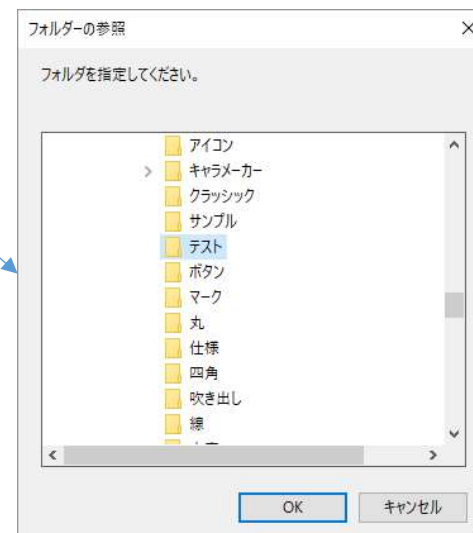 フォルダーの参照
フォルダを指定してください。
アイコン
キャラメーカー
クラッシック
サンプル
テスト
ボタン
マーク
丸
仕様
四角
吹き出し
線
OK キャンセル